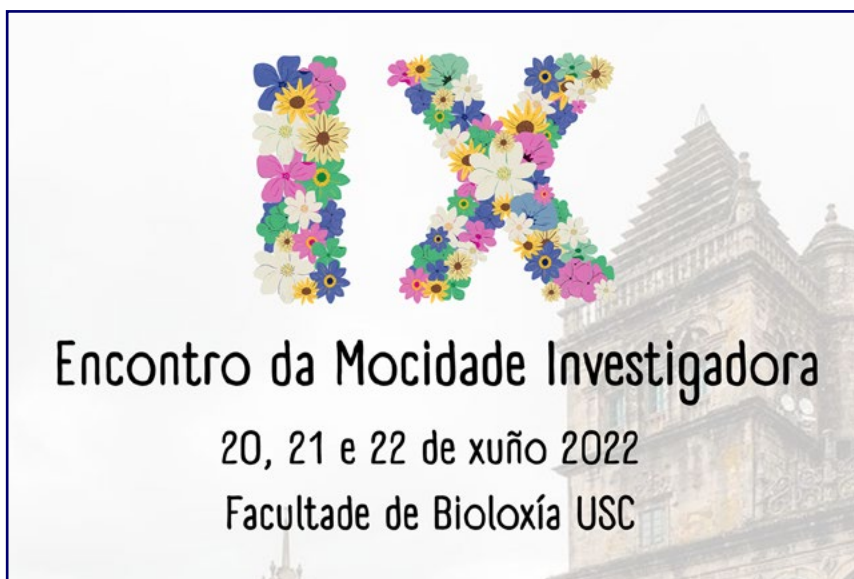 IX
Encontro da Mocidade Investigadora
20, 21 e 22 de xuño 2022
Facultade de Bioloxía USC